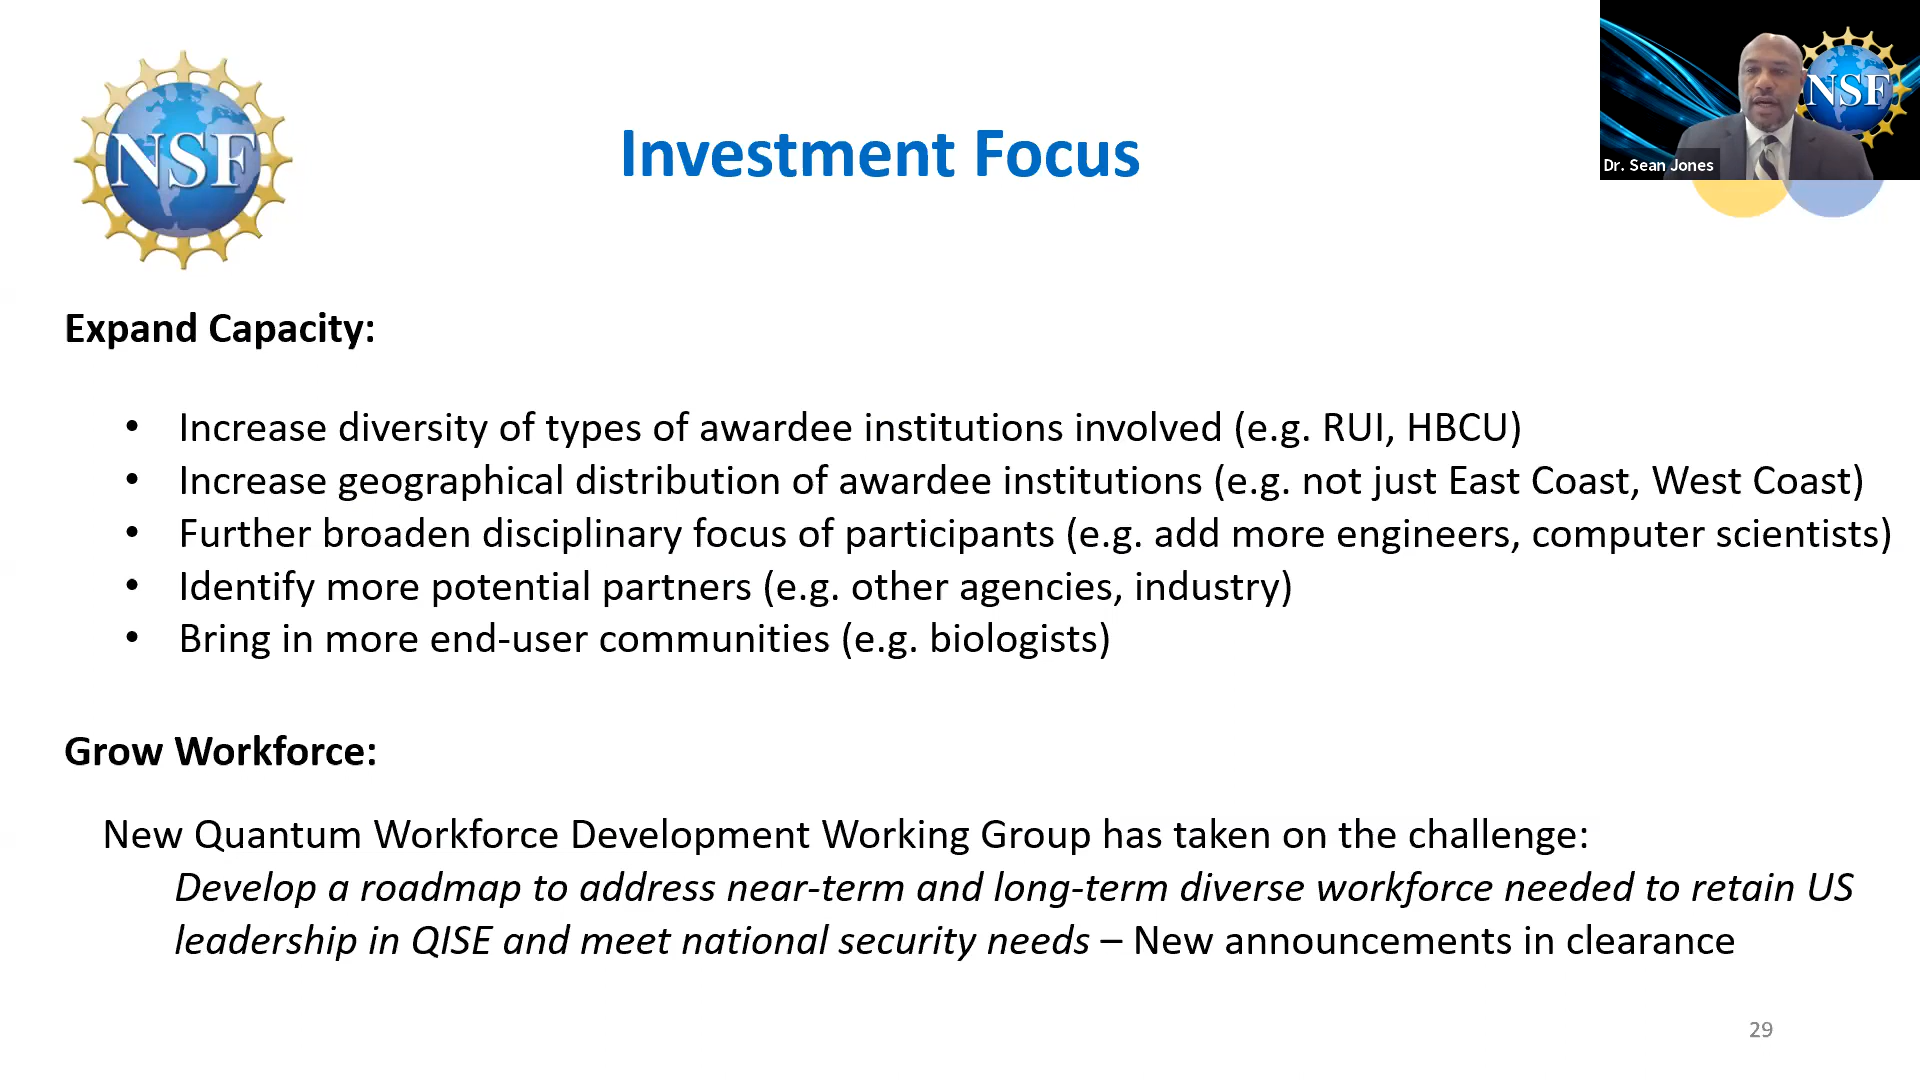 NSF
Investment Focus
NSF
Dr. Sean Jones
Expand Capacity:
• Increase diversity of types of awardee institutions involved (e.g. RUI, HBCU)
• Increase geographical distribution of awardee institutions (e.g. not just East Coast, West Coast)
• Further broaden disciplinary focus of participants (e.g. add more engineers, computer scientists)
• Identify more potential partners (e.g. other agencies, industry)
• Bring in more end-user communities (e.g. biologists)
Grow Workforce:
New Quantum Workforce Development Working Group has taken on the challenge:
Develop a roadmap to address near-term and long-term diverse workforce needed to retain US
leadership in QISE and meet national security needs – New announcements in clearance
29